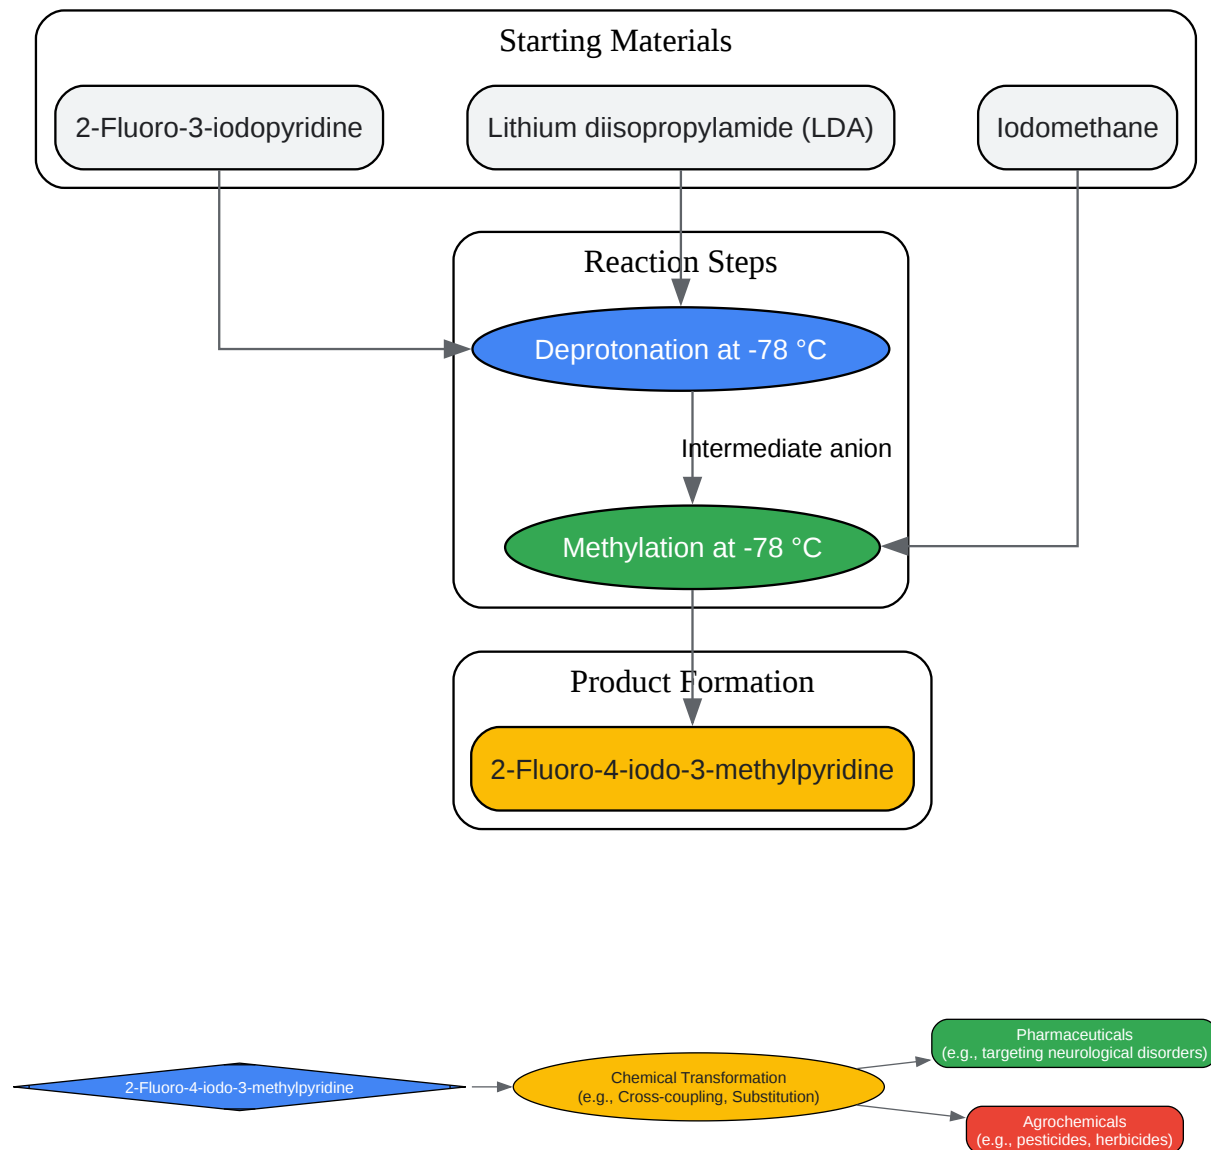 Starting Materials
2-Fluoro-3-iodopyridine
Lithium diisopropylamide (LDA)
Iodomethane
Reaction Steps
Deprotonation at -78 °C
Intermediate anion
Methylation at -78 °C
Product Formation
2-Fluoro-4-iodo-3-methylpyridine
2-Fluoro-4-iodo-3-methylpyridine
Chemical Transformation
(e.g., Cross-coupling, Substitution)
Pharmaceuticals
(e.g., targeting neurological disorders)
Agrochemicals
(e.g., pesticides, herbicides)